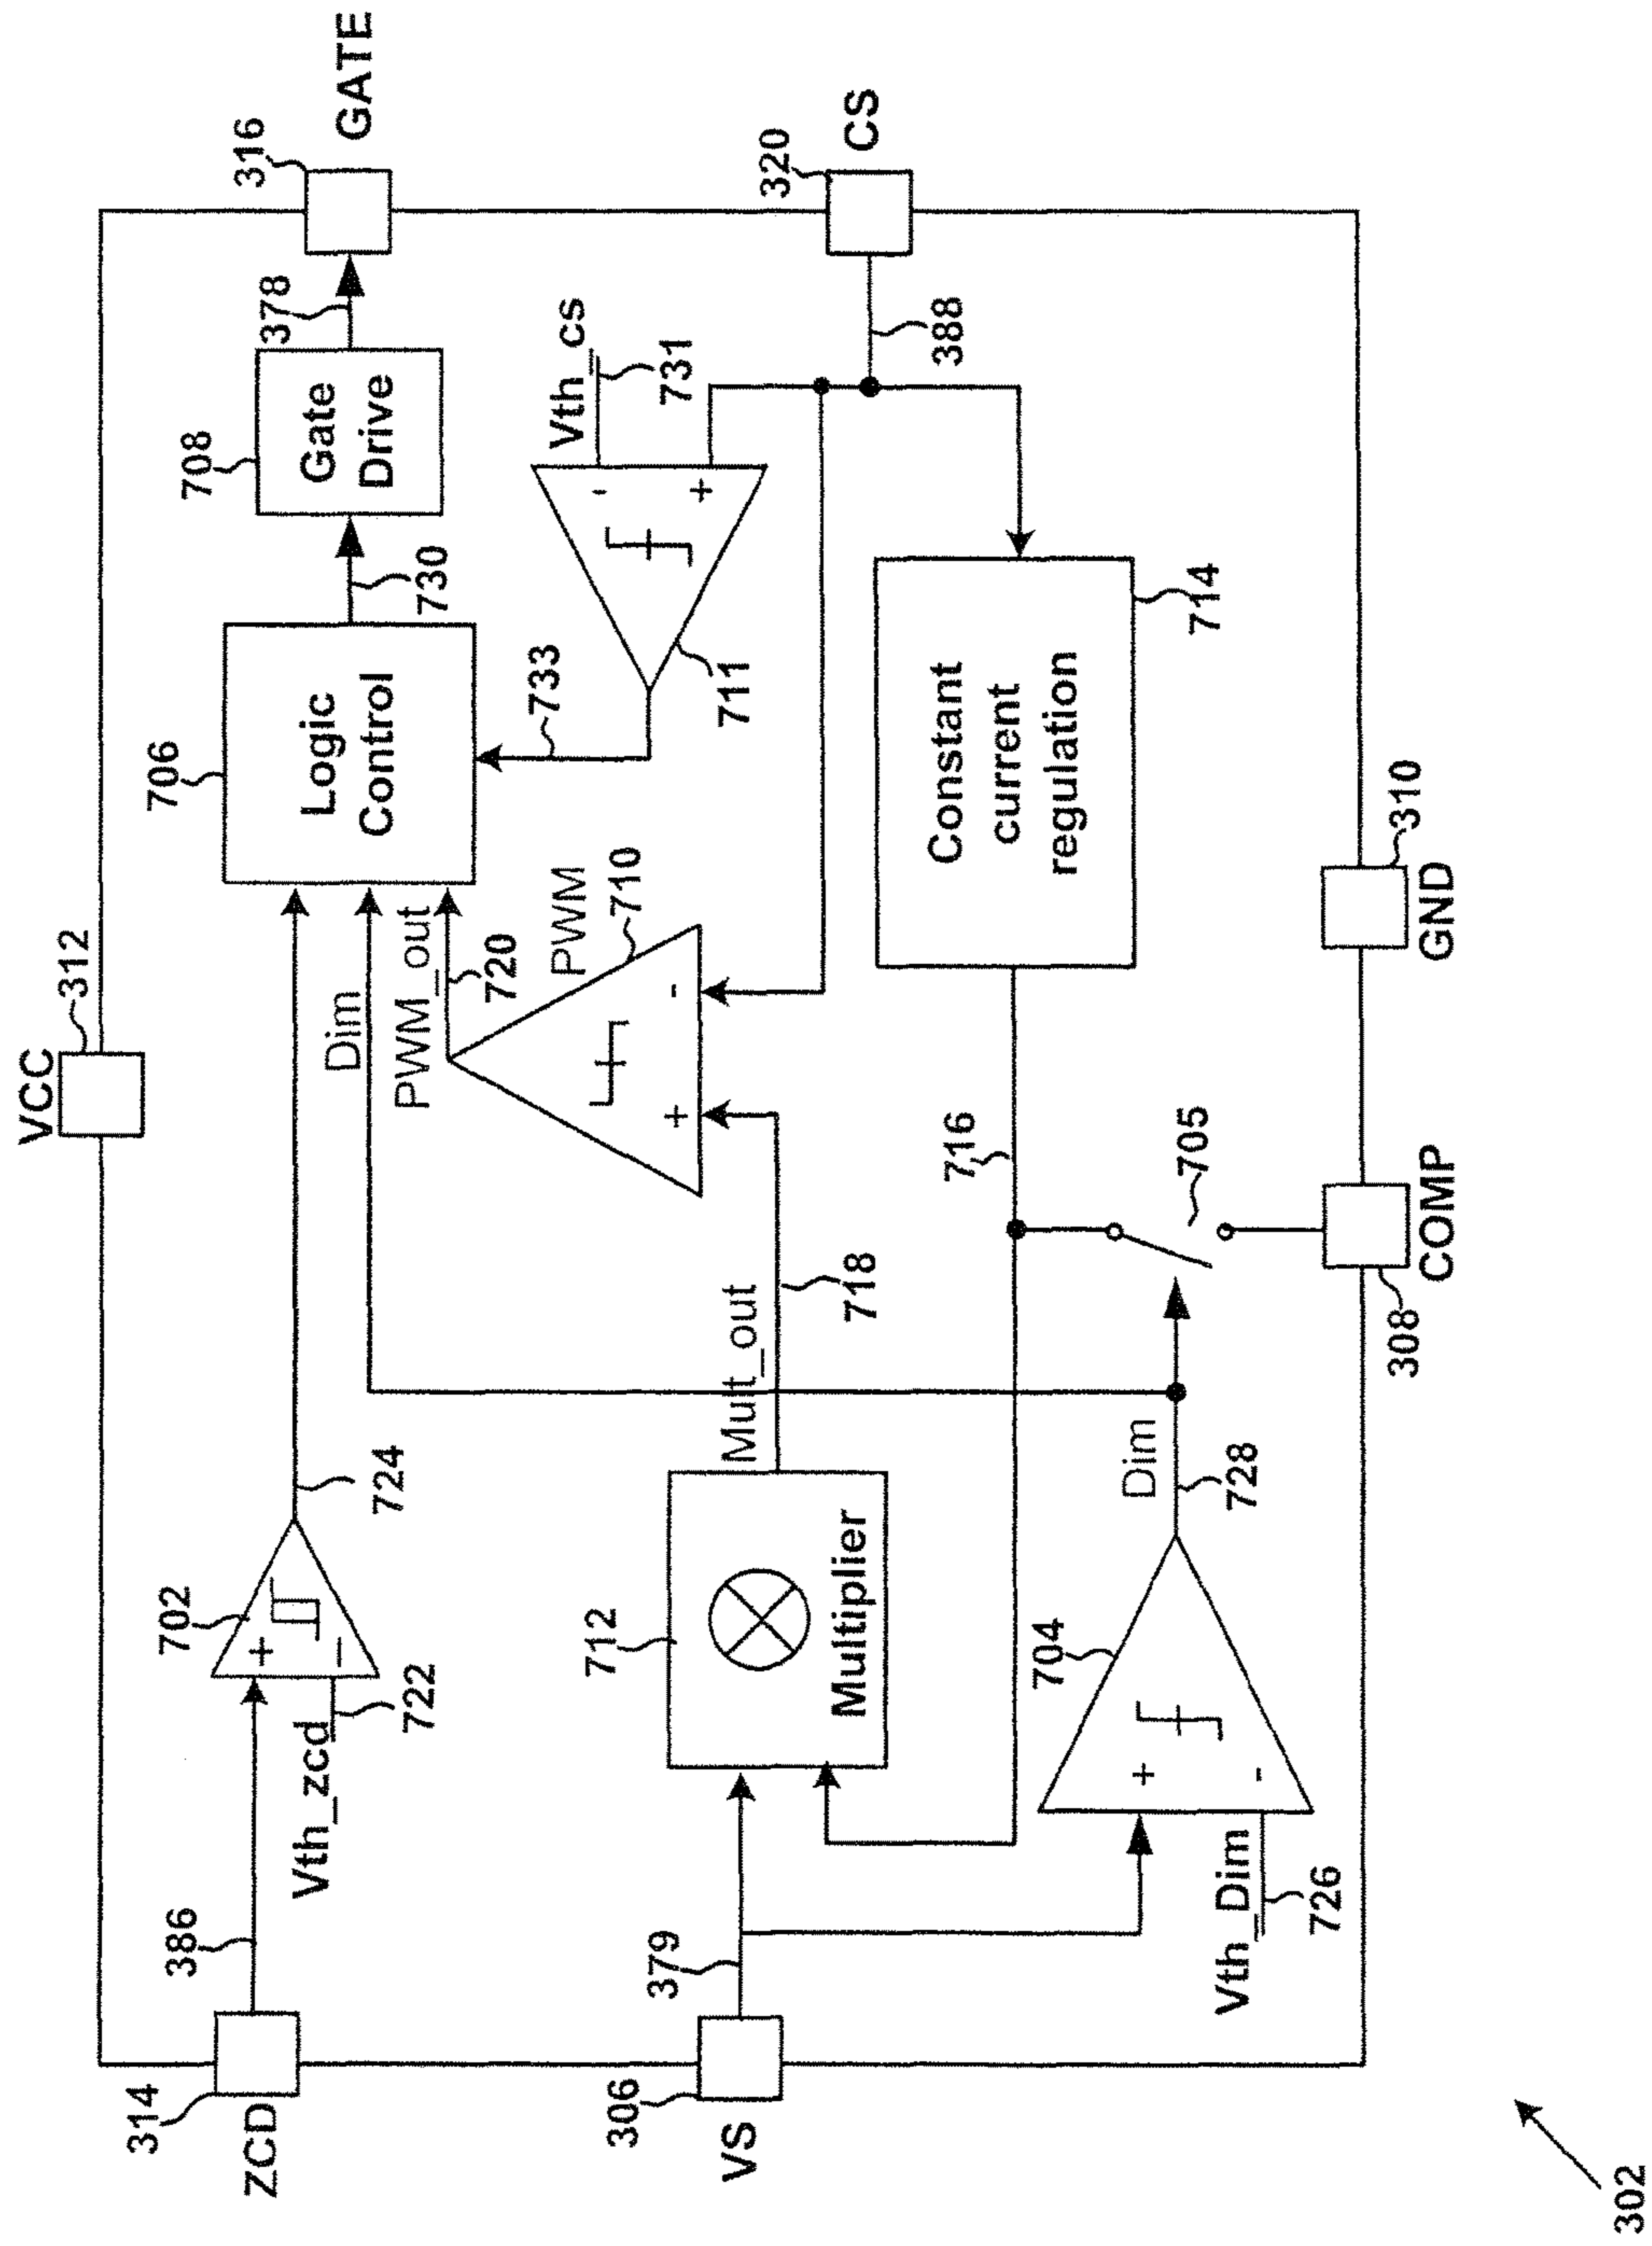 VCC
312
314
ZCD
386
Vth_zcd
722
702
+
−
724
Dim
PWM_out
720
706
Logic
Control
730
708
Gate
Drive
378
316
GATE
733
711
-
+
Vth_cs
731
320
CS
388
PWM
710
+
-
306
VS
379
712
Multiplier
Mult_out
718
716
Constant
current
regulation
714
Vth_Dim
726
704
+
-
Dim
728
705
308
COMP
GND
310
302